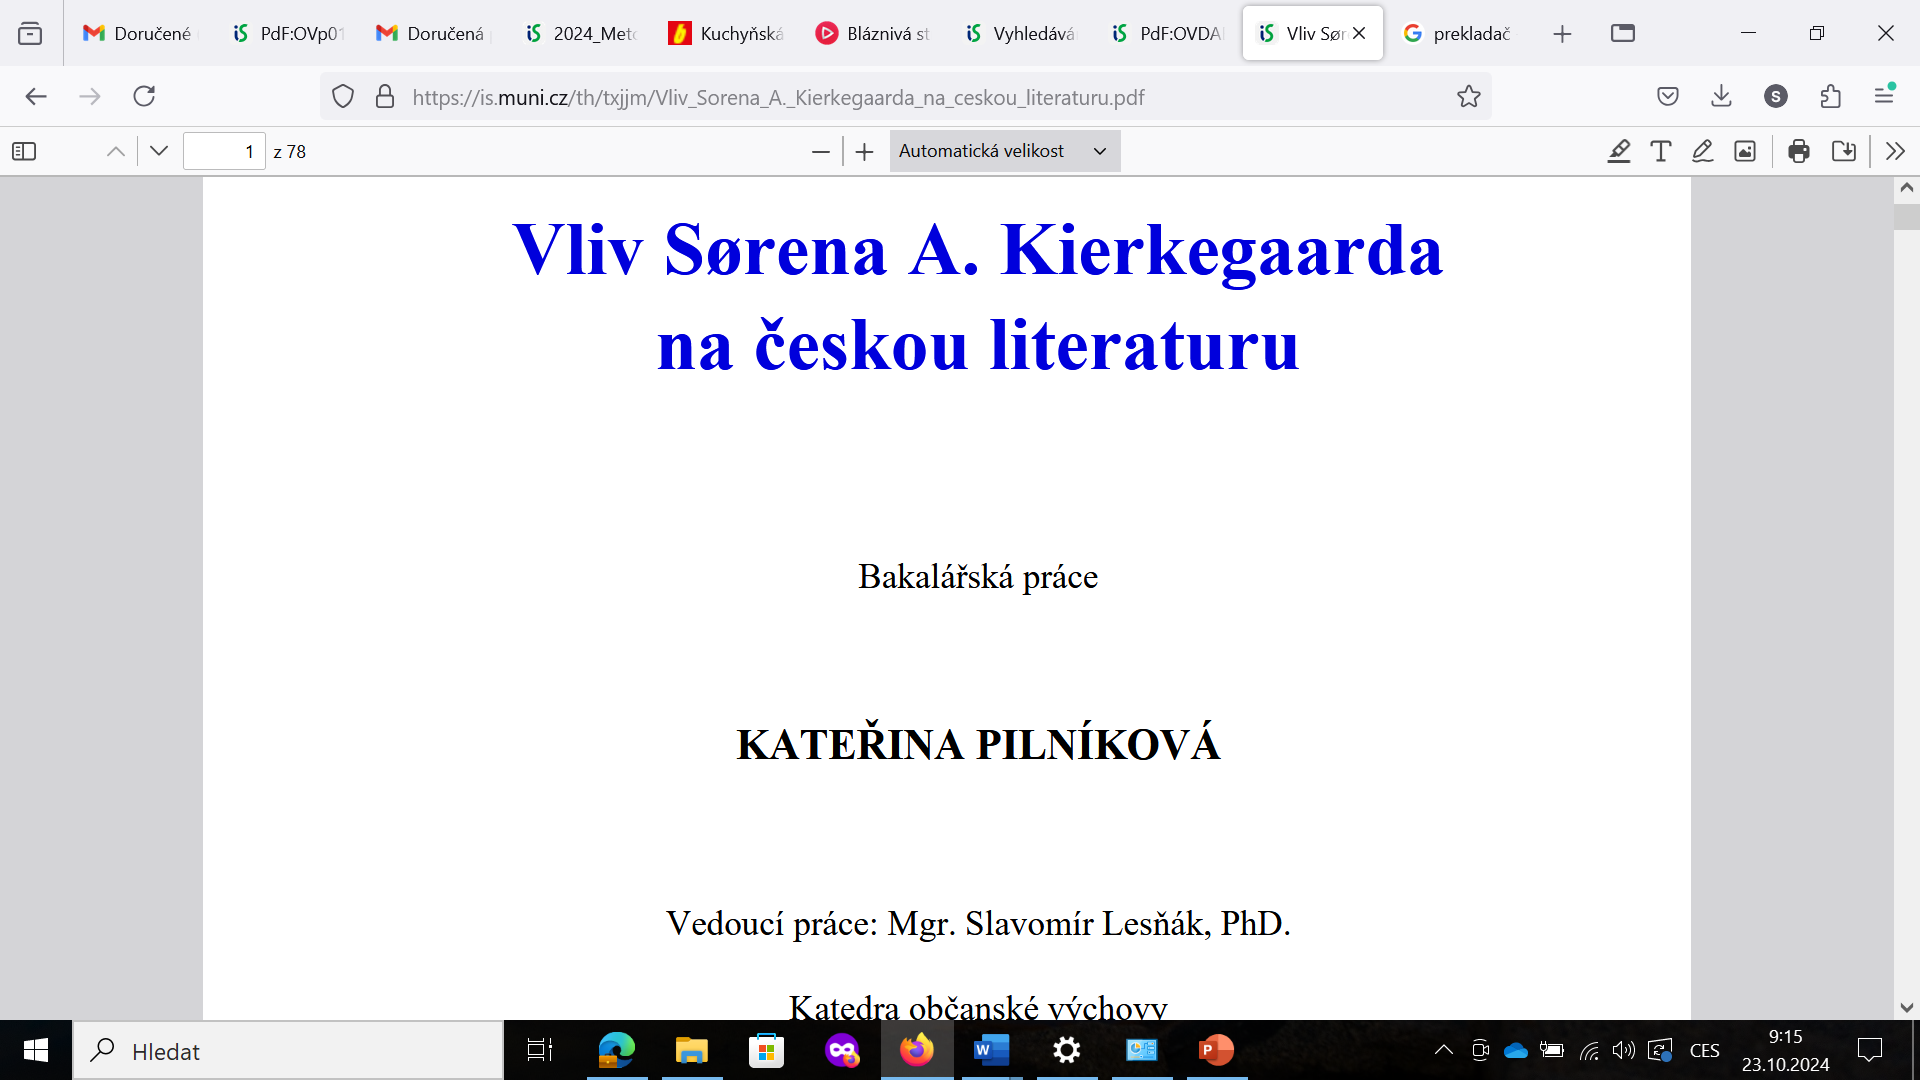 Doručené
PdF:OVp01
Doručená
2024_Meto
Kuchyňská
Bláznivá st
Vyhledává
PdF:OVDA
Vliv Sør
prekladač
https://is.muni.cz/th/txjjm/Vliv_Sorena_A._Kierkegaarda_na_ceskou_literaturu.pdf
S
1 z 78
Automatická velikost
Vliv Sørena A. Kierkegaarda
na českou literaturu
Bakalářská práce
KATEŘINA PILNÍKOVÁ
Vedoucí práce: Mgr. Slavomír Lesňák, PhD.
Katedra občanské výchovy
Hledat
CES
9:15
23.10.2024